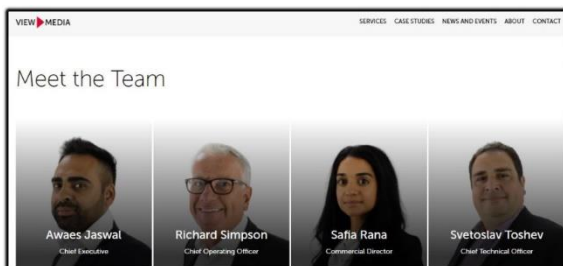 VIEW MEDIA
SERVICES CASE STUDIES NEWS AND EVENTS ABOUT CONTACT
Meet the Team
Awaes Jaswal
Chief Executive
Richard Simpson
Chief Operating Officer
Safia Rana
Commercial Director
Svetoslav Toshev
Chief Technical Officer